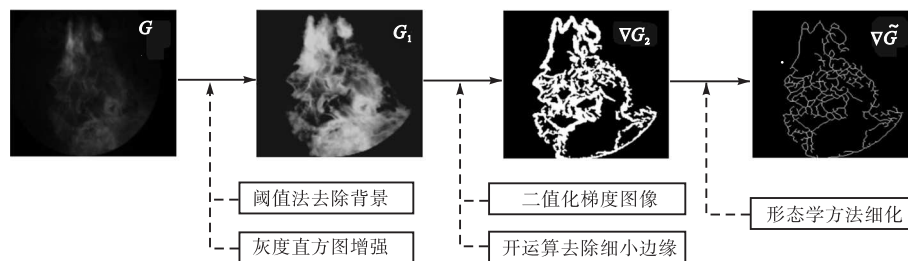 G
G₁
∇G₂
∇G̃
阈值法去除背景
灰度直方图增强
二值化梯度图像
开运算去除细小边缘
形态学方法细化